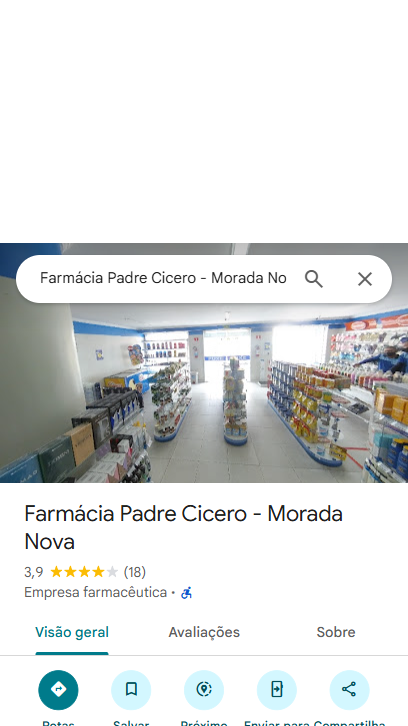 Farmácia Padre Cicero - Morada No
Farmácia Padre Cicero - Morada
Nova
3,9 (18)
Empresa farmacêutica ·
Visão geral Avaliações Sobre
Rotas Salvar Próximo Enviar para Compartilha